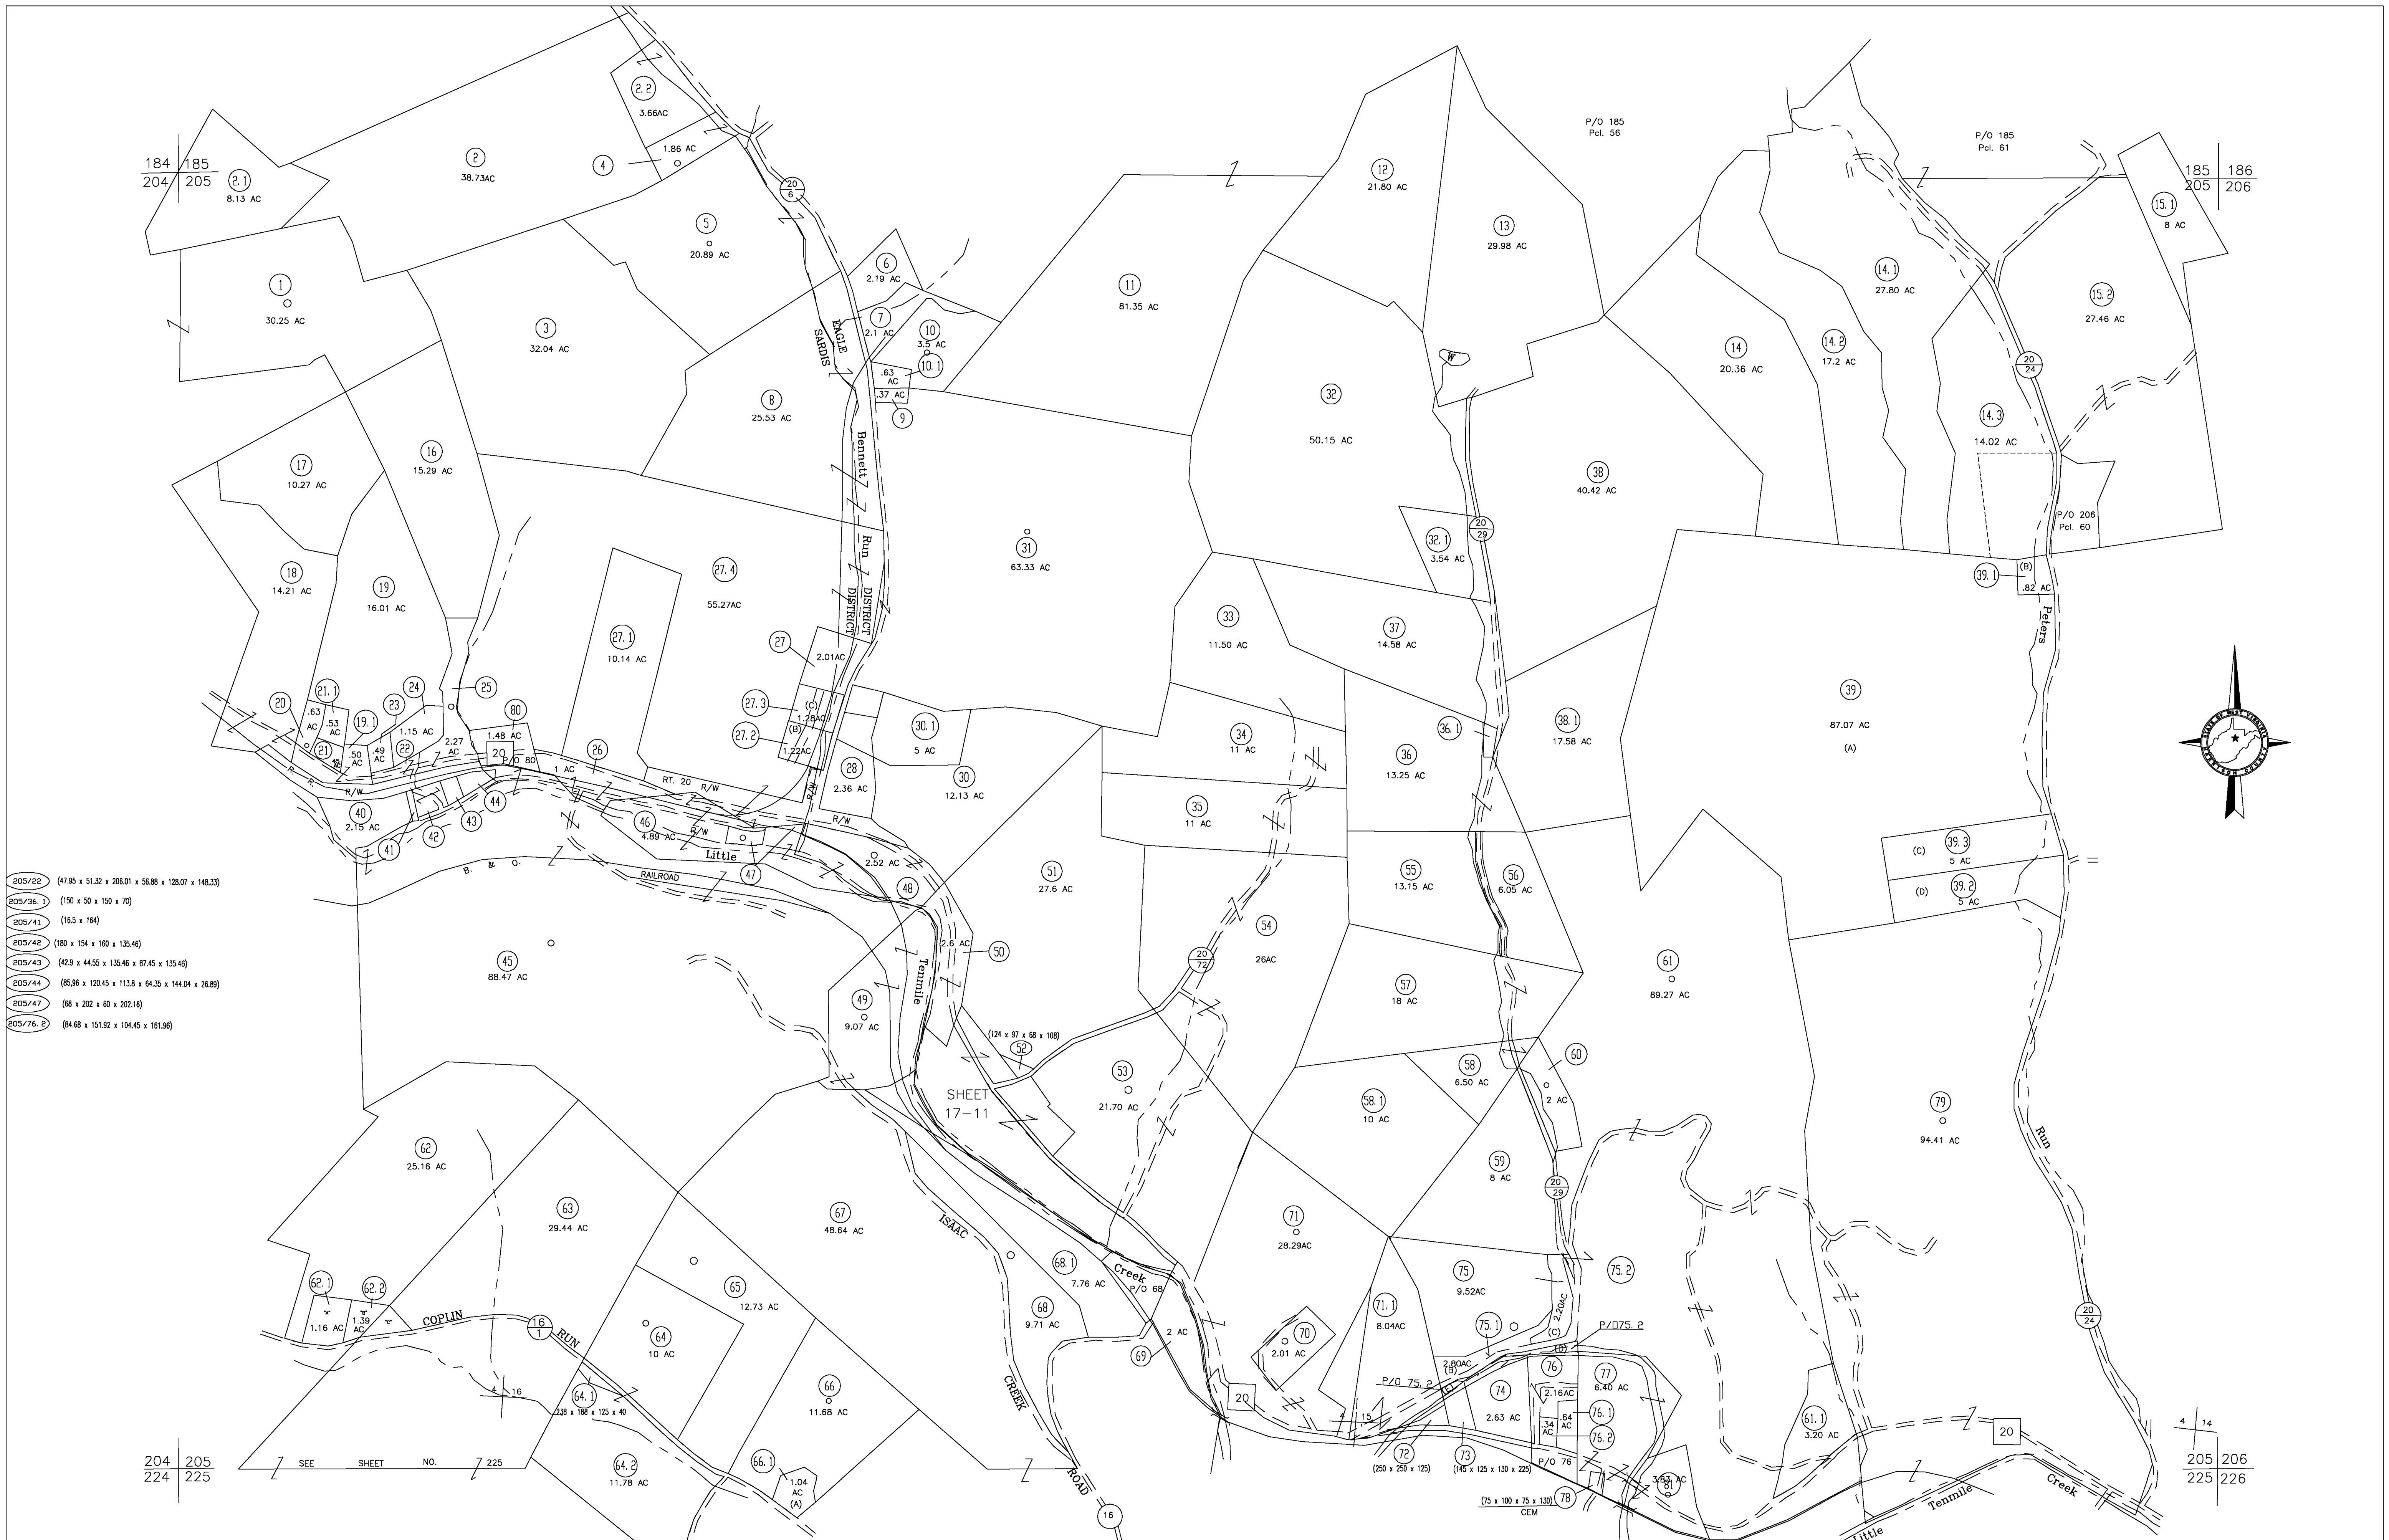 184 185
204 205
2.1
8.13 AC
2
38.73AC
2.2
3.66AC
4
1.86 AC
20
6
5
20.89 AC
1
30.25 AC
3
32.04 AC
6
2.19 AC
7
2.1 AC
10
3.5 AC
10.1
.63
AC
.37 AC
9
EAGLE
SARDIS
8
25.53 AC
Bennett
Run
DISTRICT
DISTRICT
11
81.35 AC
12
21.80 AC
13
29.98 AC
P/O 185
Pcl. 56
P/O 185
Pcl. 61
185 186
205 206
15.1
8 AC
14.1
27.80 AC
15.2
27.46 AC
14
20.36 AC
14.2
17.2 AC
20
24
14.3
14.02 AC
P/O 206
Pcl. 60
W
32
50.15 AC
38
40.42 AC
32.1
3.54 AC
20
29
17
10.27 AC
16
15.29 AC
18
14.21 AC
19
16.01 AC
27.4
55.27AC
27.1
10.14 AC
27
2.01AC
27.3
(C)
1.28AC
27.2
(B)
1.22AC
31
63.33 AC
33
11.50 AC
37
14.58 AC
39.1
(B)
.82 AC
Peters
39
87.07 AC
(A)
STATE OF WEST VIRGINIA
20
.63
AC
21.1
.53
AC
21
19.1
.50
AC
23
.49
AC
24
1.15 AC
22
25
2.27
AC
80
1.48 AC
20
P/O 80
1 AC
26
RT. 20
R/W
R/W
R. R.
R/W
R/W
R/W
28
2.36 AC
30.1
5 AC
30
12.13 AC
34
11 AC
35
11 AC
36
13.25 AC
36.1
38.1
17.58 AC
40
2.15 AC
41
42
43
44
46
4.89 AC
47
Little
2.52 AC
48
B. & O.
RAILROAD
51
27.6 AC
55
13.15 AC
56
6.05 AC
39.3
(C)
5 AC
39.2
(D)
5 AC
205/22 (47.95 x 51.32 x 206.01 x 56.88 x 128.07 x 148.33)
205/36.1 (150 x 50 x 150 x 70)
205/41 (16.5 x 164)
205/42 (180 x 154 x 160 x 135.46)
205/43 (42.9 x 44.55 x 135.46 x 87.45 x 135.46)
205/44 (85,96 x 120.45 x 113.8 x 64.35 x 144.04 x 26.89)
205/47 (68 x 202 x 60 x 202.16)
205/76.2 (84.68 x 151.92 x 104.45 x 161.96)
45
88.47 AC
49
9.07 AC
Tenmile
2.6 AC
50
54
26AC
20
72
57
18 AC
61
89.27 AC
(124 x 97 x 68 x 108)
52
53
21.70 AC
SHEET
17-11
58
6.50 AC
60
2 AC
58.1
10 AC
59
8 AC
20
29
79
94.41 AC
Run
62
25.16 AC
63
29.44 AC
67
48.64 AC
ISAAC
CREEK
ROAD
68.1
7.76 AC
Creek
P/O 68
68
9.71 AC
2 AC
69
71
28.29AC
62.1
1.16 AC
62.2
1.39
AC
COPLIN
RUN
16
1
65
12.73 AC
64
10 AC
64.1
238 x 188 x 125 x 40
4 16
66
11.68 AC
64.2
11.78 AC
66.1
1.04
AC
(A)
16
20
70
2.01 AC
71.1
8.04AC
75
9.52AC
75.1
2.20AC
(C)
75.2
P/O75.2
(D)
2.80AC
(B)
P/O 75.2
4 15
72
(250 x 250 x 125)
73
(145 x 125 x 130 x 225)
74
2.63 AC
76
2.16AC
77
6.40 AC
.64
AC
76.1
.34
AC
76.2
P/O 76
(75 x 100 x 75 x 130)
CEM
78
3.83 AC
81
61.1
3.20 AC
20
20
24
4 14
205 206
225 226
Little
Tenmile
Creek
204 205
224 225
SEE SHEET NO. 225